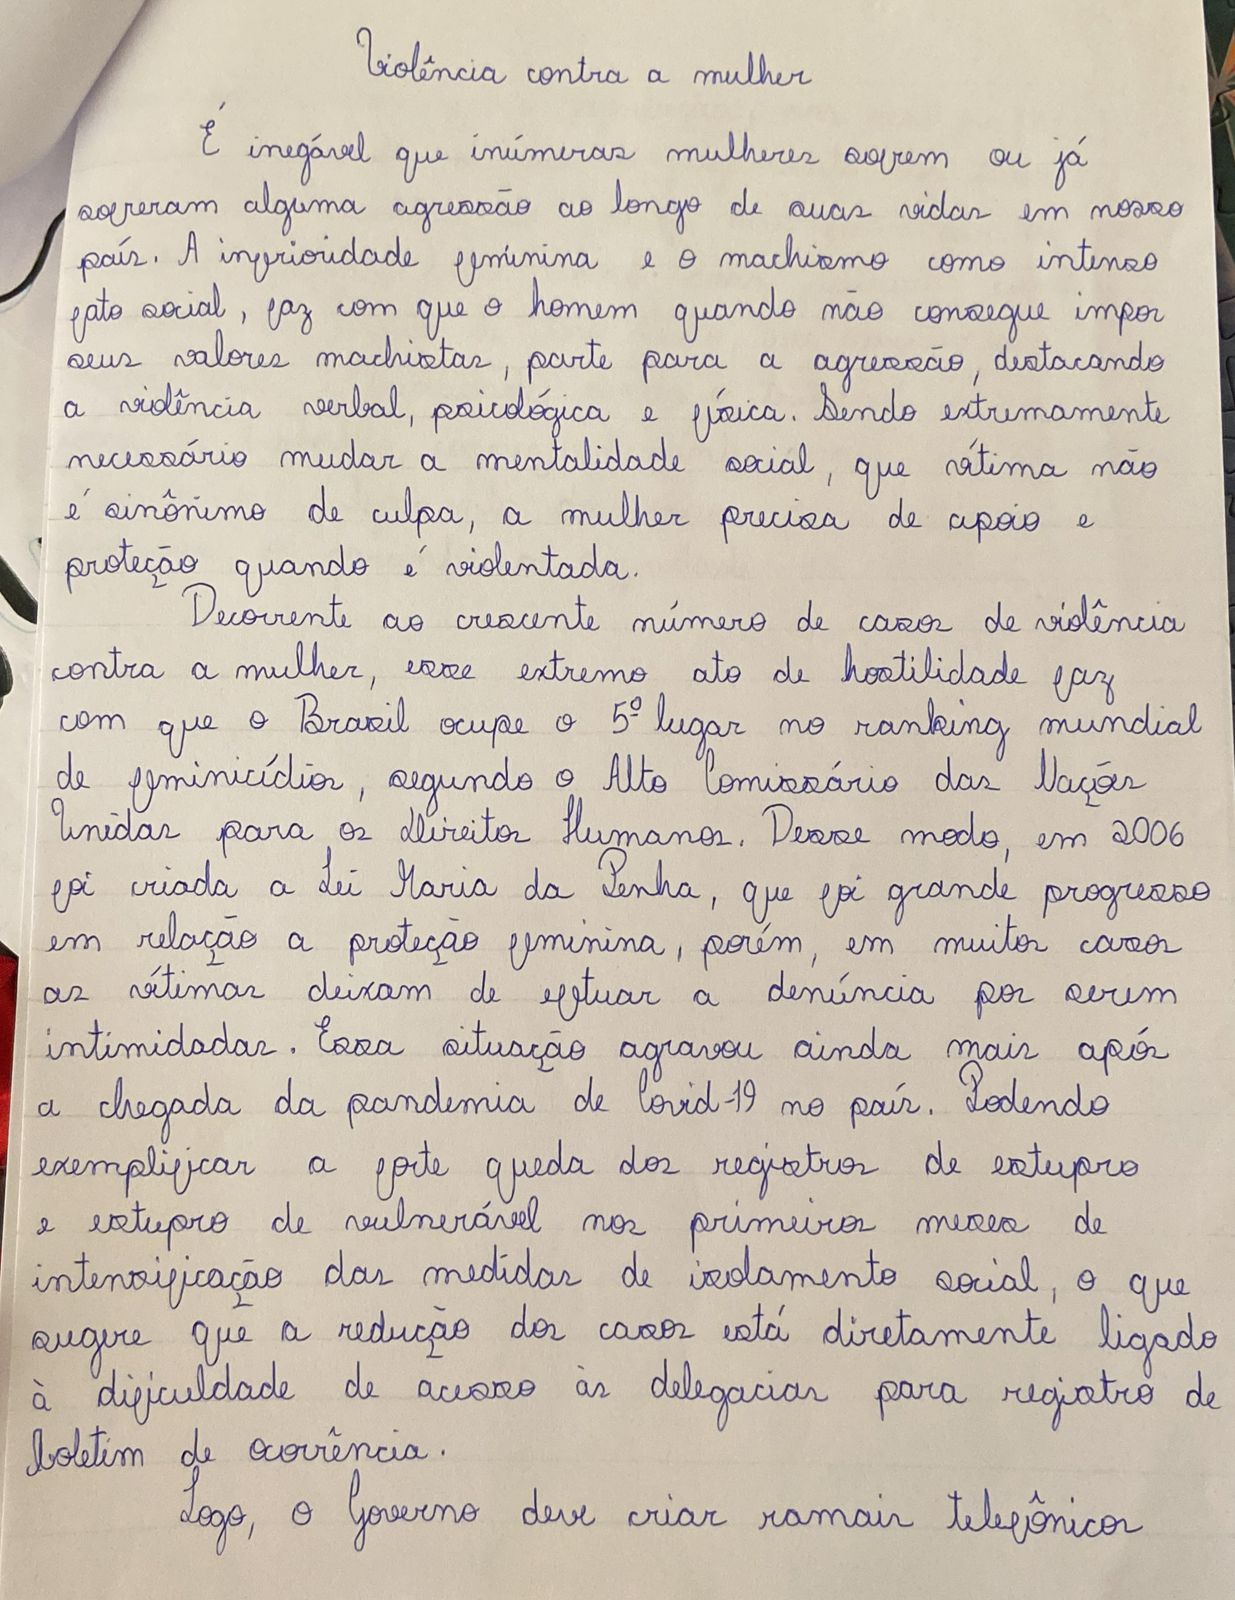 Violência contra a mulher
É inegável que inúmeras mulheres sofrem ou já
sofreram alguma agressão ao longo de suas vidas em nosso
país. A inferioridade feminina e o machismo como intenso
fato social, faz com que o homem quando não consegue impor
seus valores machistas, parte para a agressão, destacando
a violência verbal, psicológica e física. Sendo extremamente
necessário mudar a mentalidade social, que vítima não
é sinônimo de culpa, a mulher precisa de apoio e
proteção quando é violentada.
Decorrente ao crescente número de casos de violência
contra a mulher, esse extremo ato de hostilidade faz
com que o Brasil ocupe o 5º lugar no ranking mundial
de feminicídios, segundo o Alto Comissário das Nações
Unidas para os Direitos Humanos. Desse modo, em 2006
foi criada a Lei Maria da Penha, que foi grande progresso
em relação a proteção feminina, porém, em muitos casos
as vítimas deixam de efetuar a denúncia por serem
intimidadas. Essa situação agravou ainda mais após
a chegada da pandemia de Covid-19 no país. Podendo
exemplificar a forte queda dos registros de estupro
e estupro de vulnerável nos primeiros meses de
intensificação das medidas de isolamento social, o que
sugere que a redução dos casos está diretamente ligado
à dificuldade de acesso às delegacias para registro de
boletim de ocorrência.
Logo, o Governo deve criar ramais telefônicos